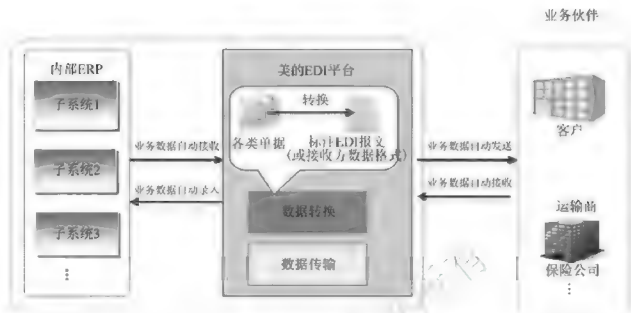 业务伙伴
内部ERP
子系统1
子系统2
子系统3
⋮
业务数据自动接收
业务数据自动录入
美的EDI平台
转换
各类单据
标准EDI报文
(或接收方数据格式)
数据转换
数据传输
业务数据自动发送
业务数据自动接收
客户
运输商
保险公司
⋮